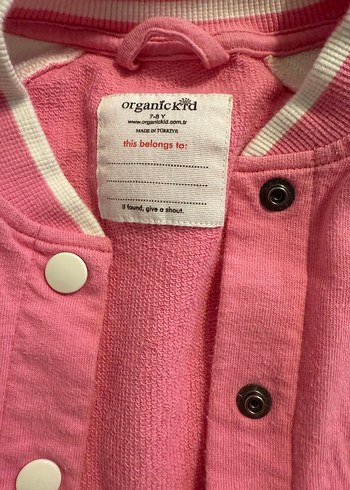 organickid
7-8 Y
www.organickid.com.tr
MADE IN TÜRKİYE
this belongs to:
if found, give a shout.